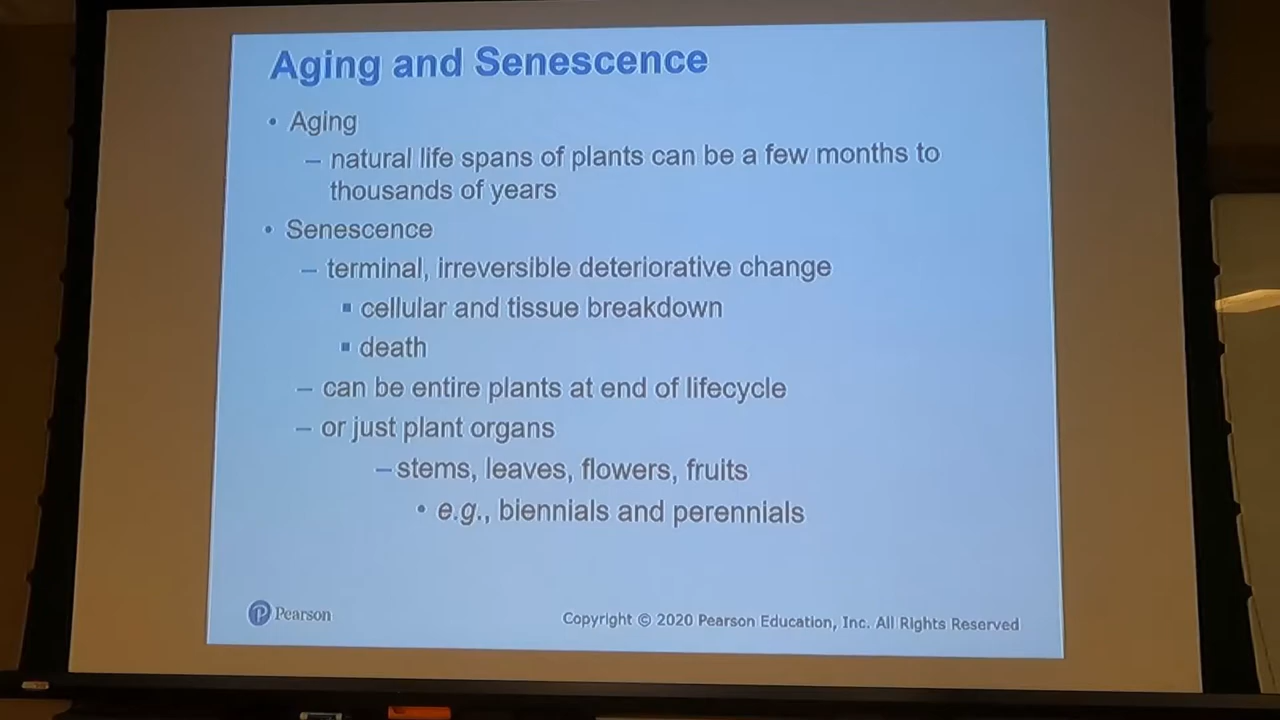 Aging and Senescence
• Aging
– natural life spans of plants can be a few months to
thousands of years
• Senescence
– terminal, irreversible deteriorative change
▪ cellular and tissue breakdown
▪ death
– can be entire plants at end of lifecycle
– or just plant organs
– stems, leaves, flowers, fruits
• e.g., biennials and perennials
P Pearson
Copyright © 2020 Pearson Education, Inc. All Rights Reserved